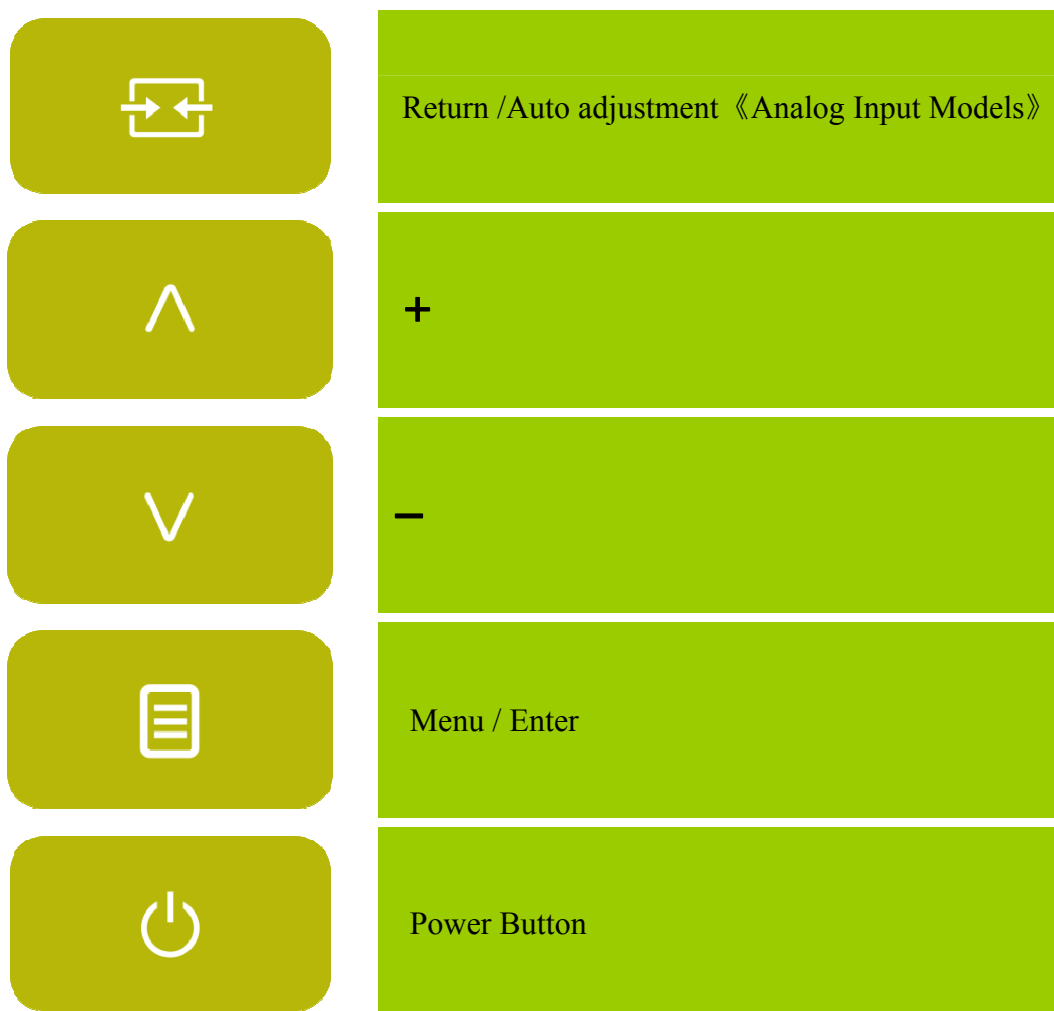 Return /Auto adjustment《Analog Input Models》
+
−
Menu / Enter
Power Button